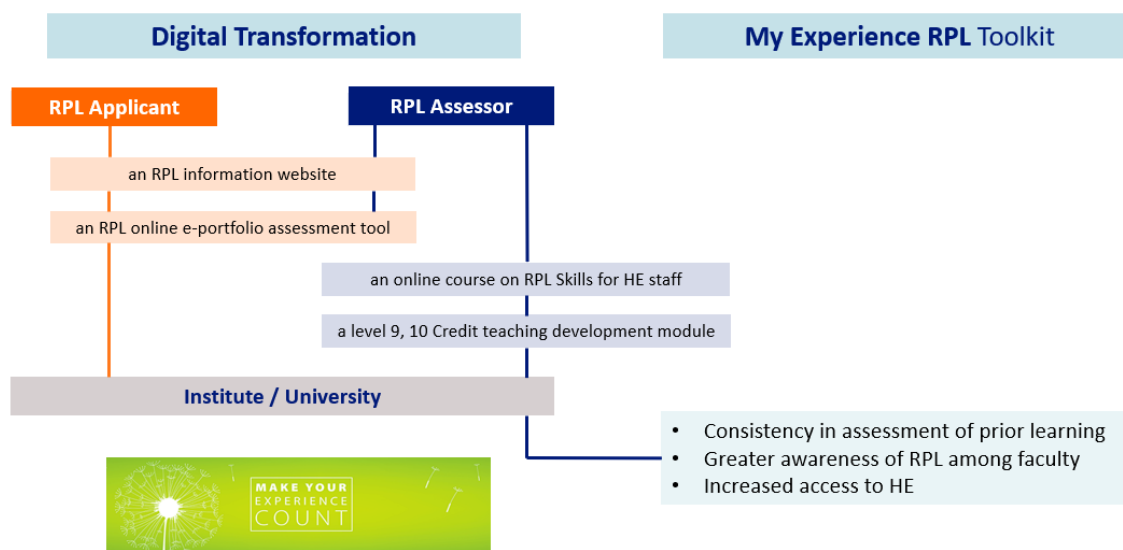 Digital Transformation
My Experience RPL Toolkit
RPL Applicant
RPL Assessor
an RPL information website
an RPL online e-portfolio assessment tool
an online course on RPL Skills for HE staff
a level 9, 10 Credit teaching development module
Institute / University
• Consistency in assessment of prior learning
• Greater awareness of RPL among faculty
• Increased access to HE
MAKE YOUR
EXPERIENCE
COUNT